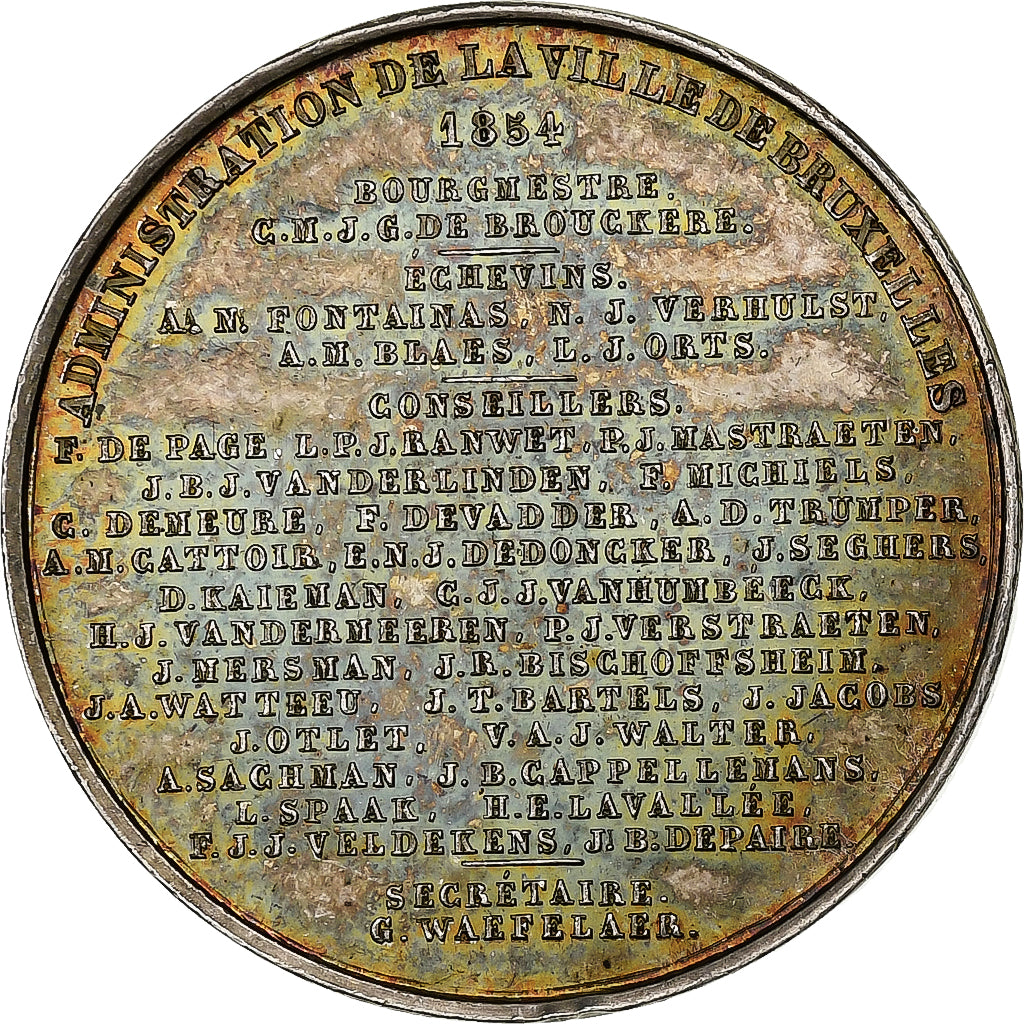 ADMINISTRATION DE LA VILLE DE BRUXELLES
1854
BOURGMESTRE.
C.M.J.G. DE BROUCKERE.
ÉCHEVINS.
A. N. FONTAINAS, N. J. VERHULST,
A.M. BLAES, L. J. ORTS.
CONSEILLERS.
F. DE PAGE L.P.J. RANWET, P.J. MASTRAETEN,
J.B.J. VANDERLINDEN, F. MICHIELS,
C. DEMEURE, F. DEVADDER, A.D. TRUMPER,
A.M. CATTOIR, E.N.J. DEDONCKER, J. SEGHERS,
D. KAIEMAN, C.J.J. VANHUMBÉECK,
H.J. VANDERMEEREN, P.J. VERSTRAETEN,
J. MERSMAN, J.R. BISCHOFFSHEIM.
J.A. WATTEEU, J.T. BARTELS, J. JACOBS,
J. OTLET, V.A.J. WALTER,
A. SACHMAN, J.B. CAPPELLEMANS,
L. SPAAK, H.E. LAVALLÉE,
F.J.J. VELDEKENS, J.B. DEPAIRE
SECRÉTAIRE.
G. WAEFELAER.